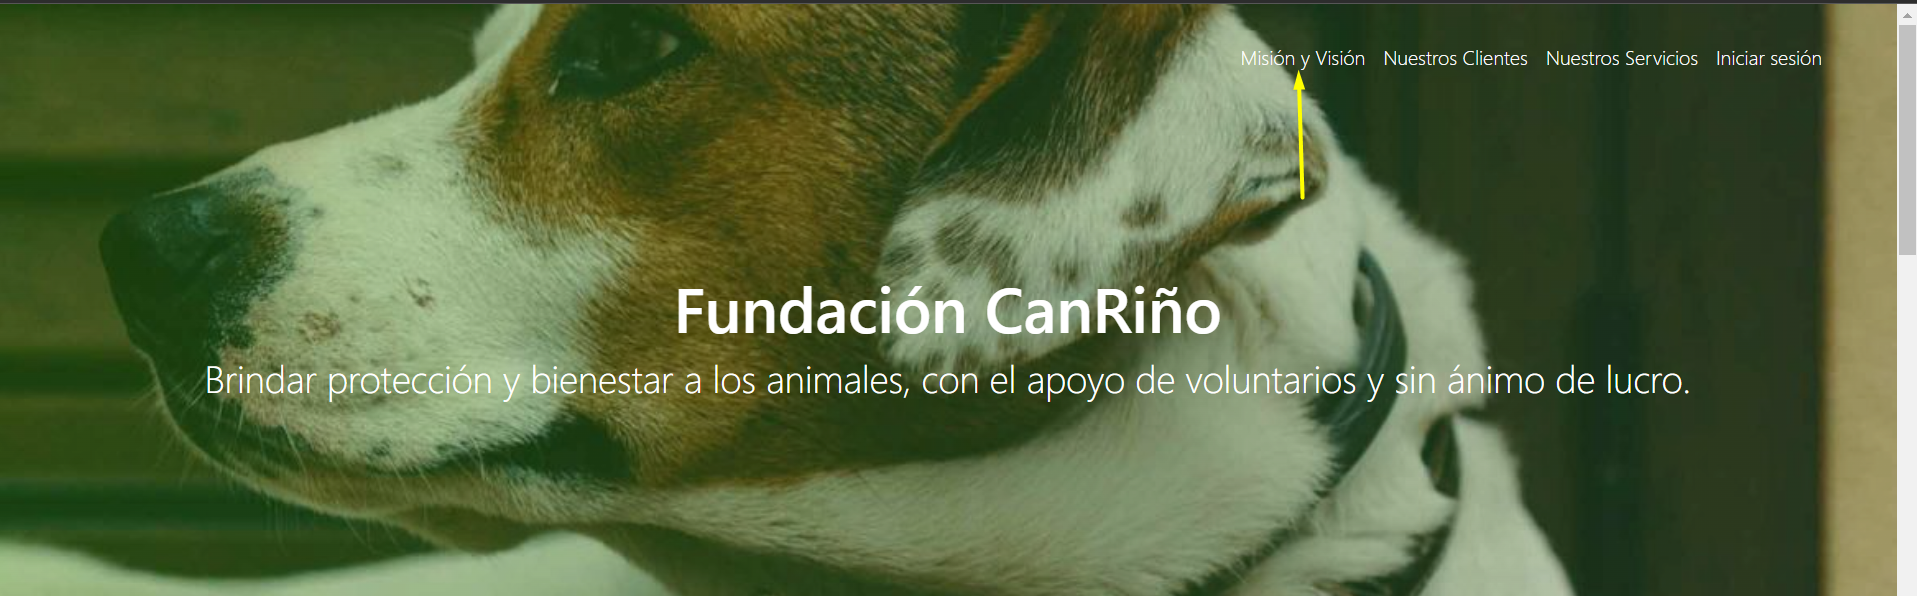 Misión y Visión Nuestros Clientes Nuestros Servicios Iniciar sesión
Fundación CanRiño
Brindar protección y bienestar a los animales, con el apoyo de voluntarios y sin ánimo de lucro.